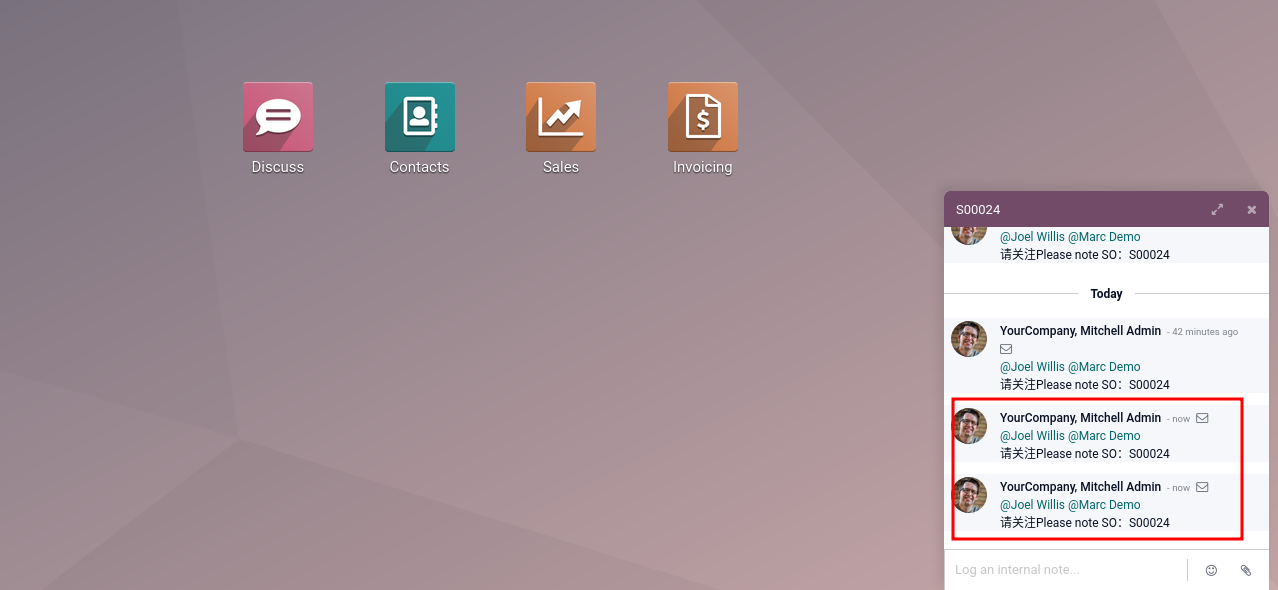 Discuss
Contacts
Sales
Invoicing
S00024
@Joel Willis @Marc Demo
请关注Please note SO：S00024
Today
YourCompany, Mitchell Admin - 42 minutes ago
@Joel Willis @Marc Demo
请关注Please note SO：S00024
YourCompany, Mitchell Admin - now
@Joel Willis @Marc Demo
请关注Please note SO：S00024
YourCompany, Mitchell Admin - now
@Joel Willis @Marc Demo
请关注Please note SO：S00024
Log an internal note...